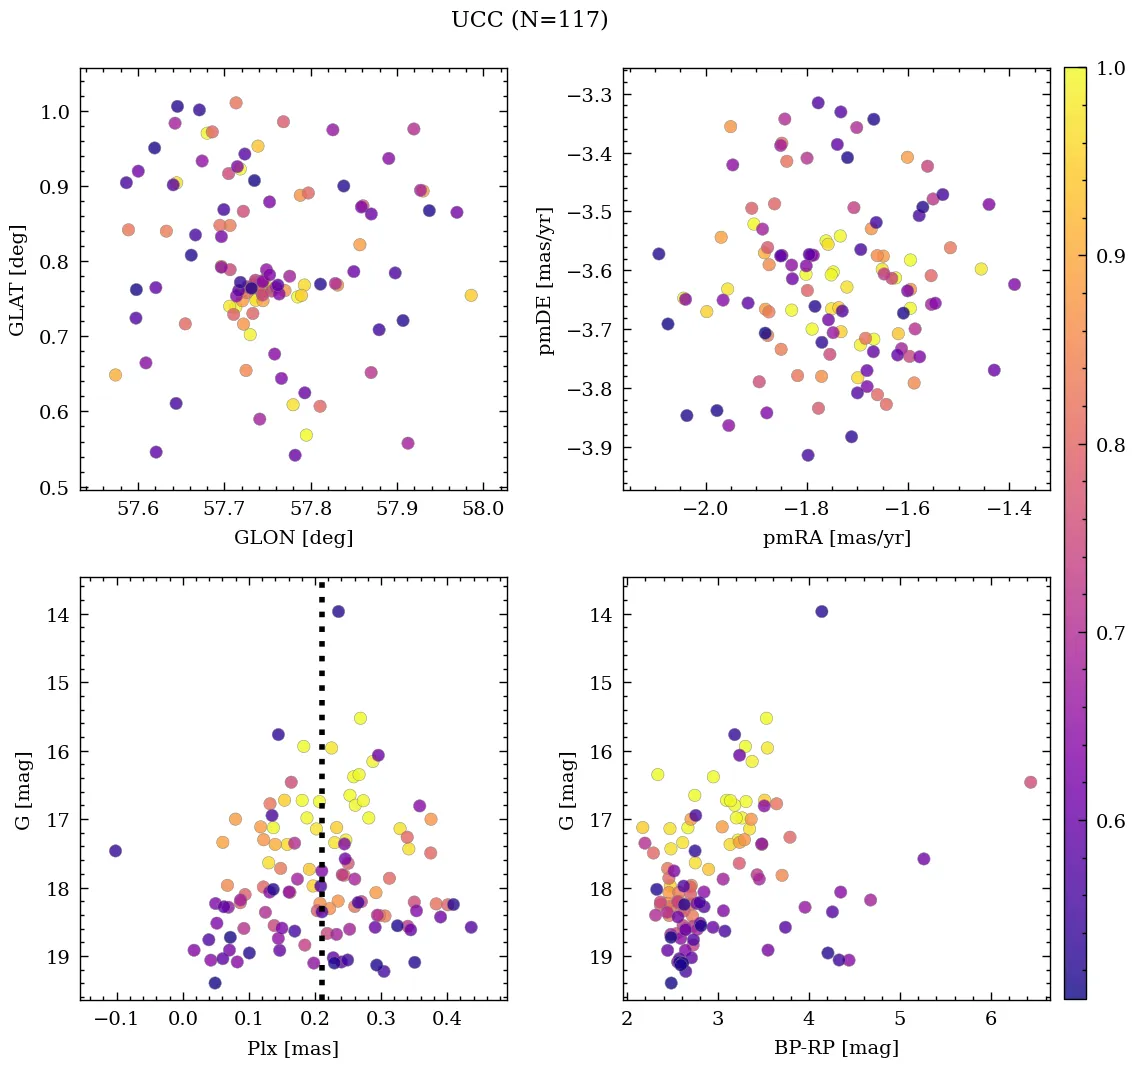 UCC (N=117)
1.0
0.9
0.8
0.7
0.6
0.5
57.6 57.7 57.8 57.9 58.0
GLON [deg]
GLAT [deg]
−3.3
−3.4
−3.5
−3.6
−3.7
−3.8
−3.9
−2.0 −1.8 −1.6 −1.4
pmRA [mas/yr]
pmDE [mas/yr]
14
15
16
17
18
19
−0.1 0.0 0.1 0.2 0.3 0.4
Plx [mas]
G [mag]
14
15
16
17
18
19
2 3 4 5 6
BP-RP [mag]
G [mag]
1.0
0.9
0.8
0.7
0.6